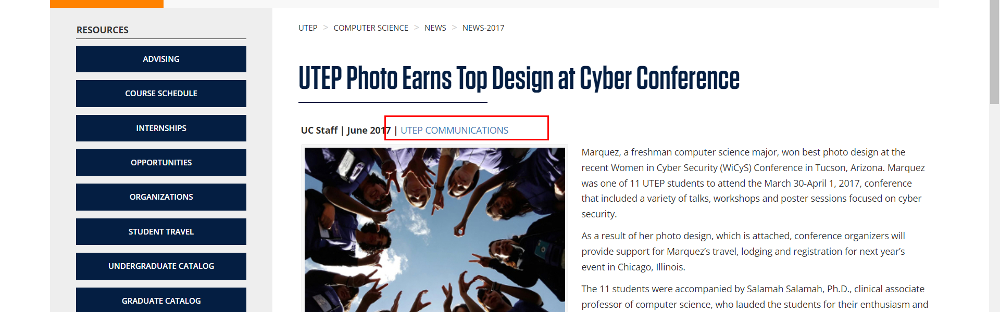 RESOURCES
ADVISING
COURSE SCHEDULE
INTERNSHIPS
OPPORTUNITIES
ORGANIZATIONS
STUDENT TRAVEL
UNDERGRADUATE CATALOG
GRADUATE CATALOG
UTEP > COMPUTER SCIENCE > NEWS > NEWS-2017
UTEP Photo Earns Top Design at Cyber Conference
UC Staff | June 2017 | UTEP COMMUNICATIONS
Marquez, a freshman computer science major, won best photo design at the
recent Women in Cyber Security (WiCyS) Conference in Tucson, Arizona. Marquez
was one of 11 UTEP students to attend the March 30-April 1, 2017, conference
that included a variety of talks, workshops and poster sessions focused on cyber
security.
As a result of her photo design, which is attached, conference organizers will
provide support for Marquez’s travel, lodging and registration for next year’s
event in Chicago, Illinois.
The 11 students were accompanied by Salamah Salamah, Ph.D., clinical associate
professor of computer science, who lauded the students for their enthusiasm and